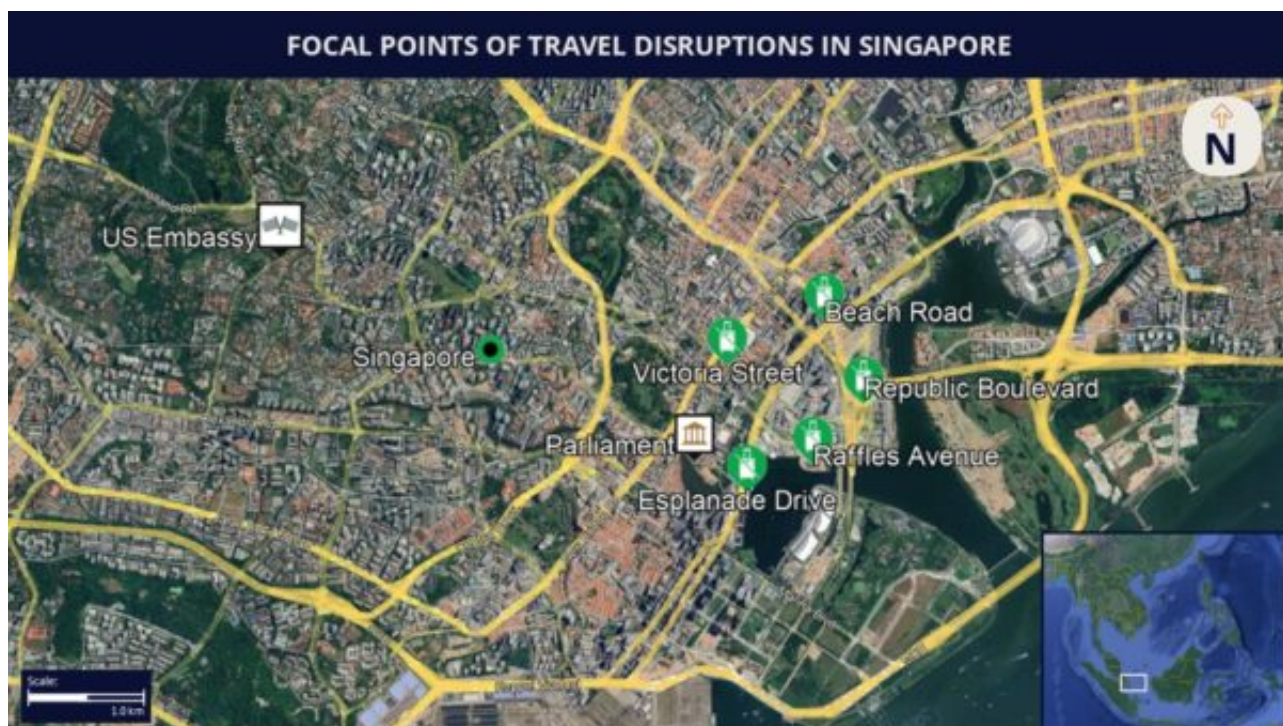 FOCAL POINTS OF TRAVEL DISRUPTIONS IN SINGAPORE
N
US Embassy
Beach Road
Singapore
Victoria Street
Republic Boulevard
Parliament
Raffles Avenue
Esplanade Drive
Scale:
1.0 km